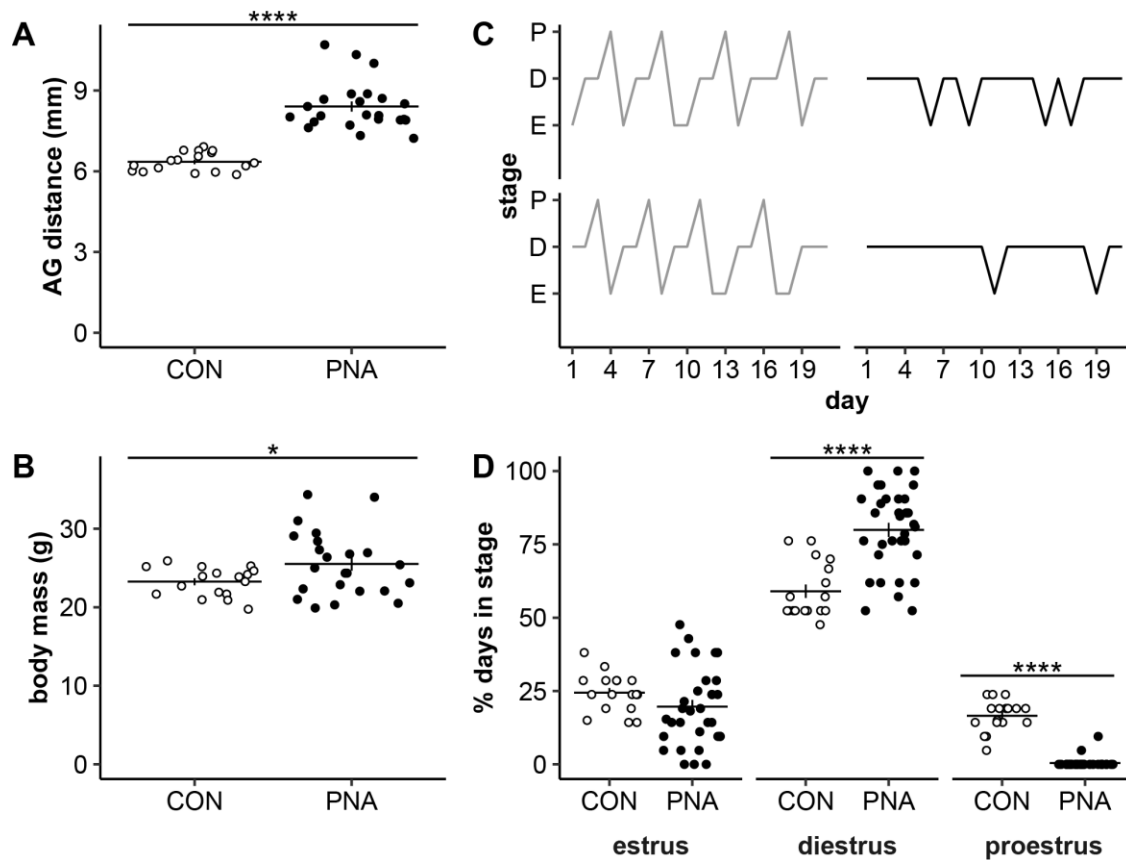 A
****
AG distance (mm)
9
6
3
0
CON PNA
B
*
body mass (g)
30
20
10
0
CON PNA
C
stage
P
D
E
P
D
E
1 4 7 10 13 16 19 1 4 7 10 13 16 19
day
D
****
****
% days in stage
100
75
50
25
0
CON PNA CON PNA CON PNA
estrus diestrus proestrus